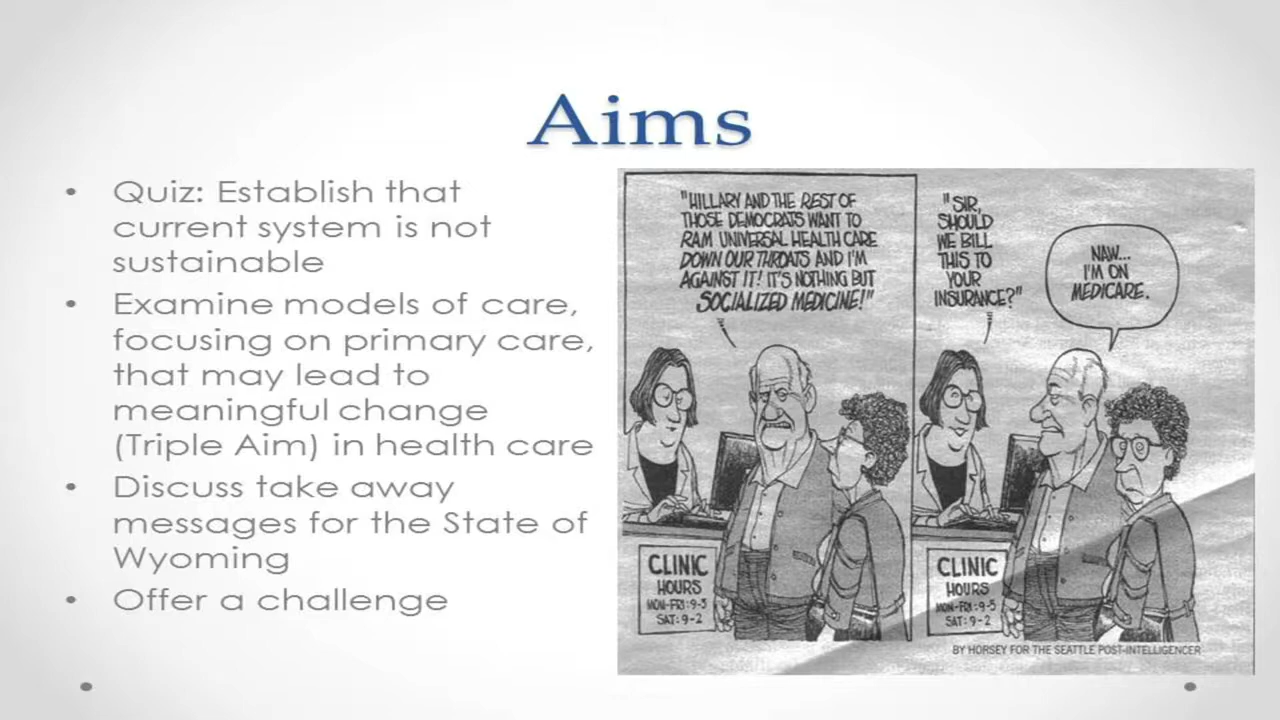 Aims
• Quiz: Establish that
current system is not
sustainable
• Examine models of care,
focusing on primary care,
that may lead to
meaningful change
(Triple Aim) in health care
• Discuss take away
messages for the State of
Wyoming
• Offer a challenge
"HILLARY AND THE REST OF
THOSE DEMOCRATS WANT TO
RAM UNIVERSAL HEALTH CARE
DOWN OUR THROATS AND I'M
AGAINST IT! IT'S NOTHING BUT
SOCIALIZED MEDICINE!"
CLINIC
HOURS
MON-FRI:9-5
SAT:9-2
"SIR,
SHOULD
WE BILL
THIS TO
YOUR
INSURANCE?"
NAW...
I'M ON
MEDICARE.
CLINIC
HOURS
MON-FRI:9-5
SAT:9-2
BY HORSEY FOR THE SEATTLE POST-INTELLIGENCER